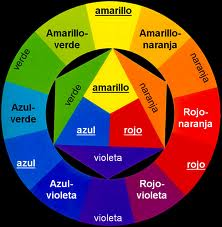 amarillo
Amarillo-
verde
Amarillo-
naranja
verde
naranja
amarillo
verde
naranja
Azul-
verde
Rojo-
naranja
azul
rojo
azul
rojo
violeta
Azul-
violeta
Rojo-
violeta
violeta